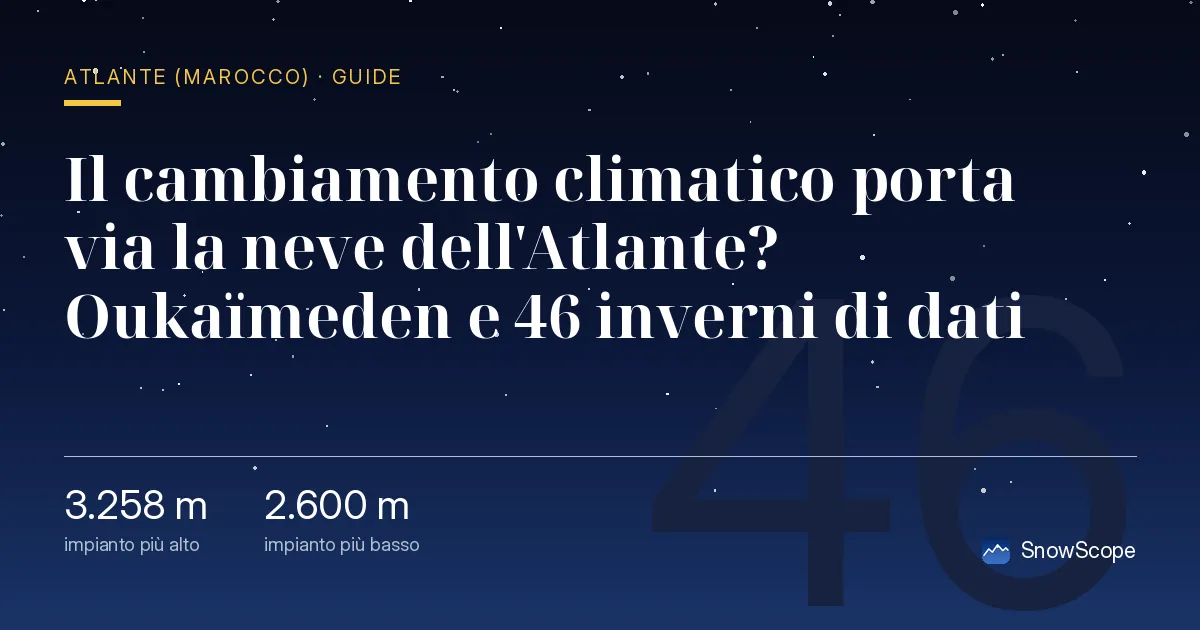 ATLANTE (MAROCCO) · GUIDE
Il cambiamento climatico porta
via la neve dell'Atlante?
Oukaïmeden e 46 inverni di dati
46
3.258 m
impianto più alto
2.600 m
impianto più basso
SnowScope